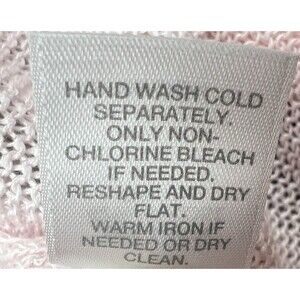 HAND WASH COLD
SEPARATELY.
ONLY NON-
CHLORINE BLEACH
IF NEEDED.
RESHAPE AND DRY
FLAT.
WARM IRON IF
NEEDED OR DRY
CLEAN.